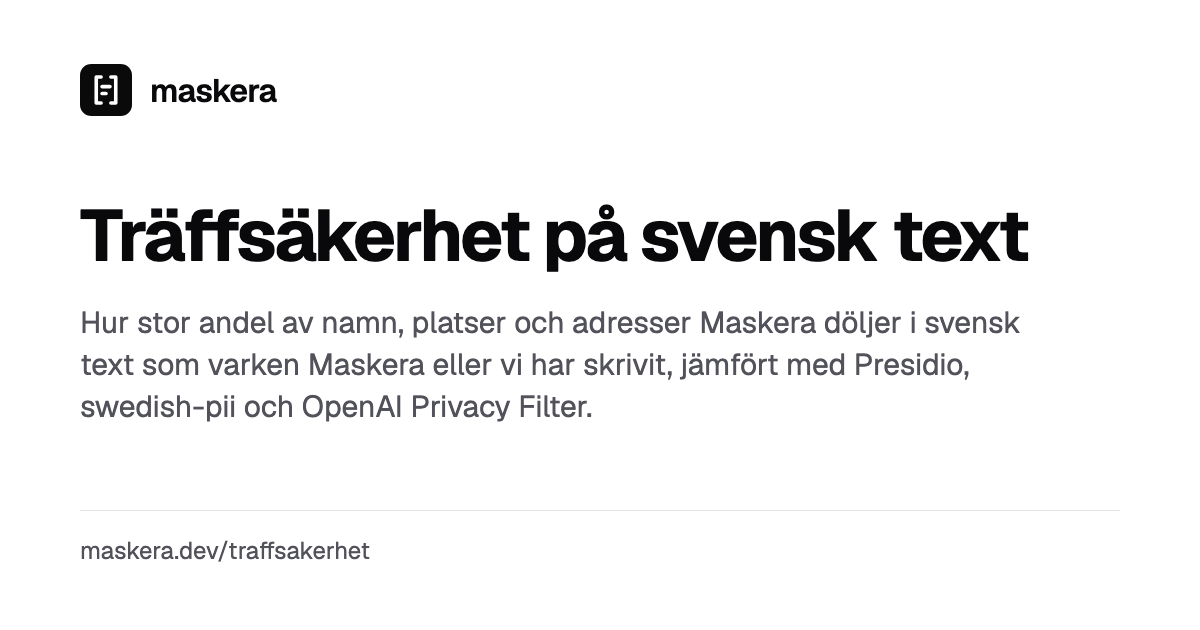 maskera
Träffsäkerhet på svensk text
Hur stor andel av namn, platser och adresser Maskera döljer i svensk
text som varken Maskera eller vi har skrivit, jämfört med Presidio,
swedish-pii och OpenAI Privacy Filter.
maskera.dev/traffsakerhet